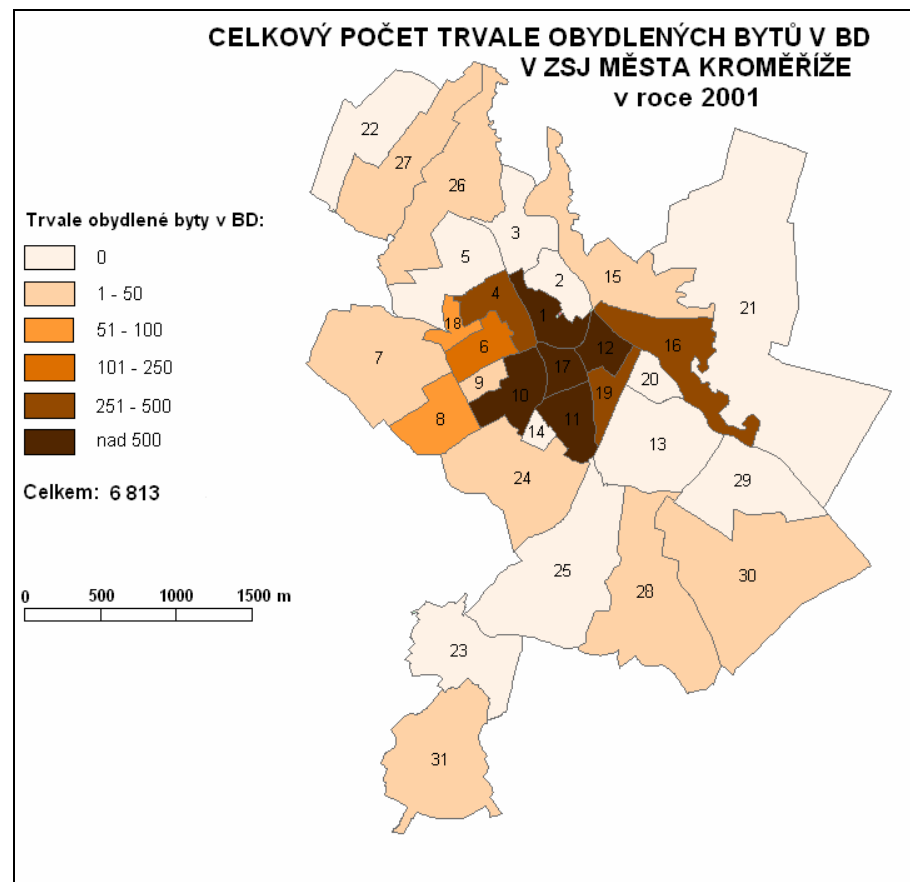 CELKOVÝ POČET TRVALE OBYDLENÝCH BYTŮ V BD
V ZSJ MĚSTA KROMĚŘÍŽE
v roce 2001
22
27
26
3
5
2
15
21
4
1
18
7
6
12
16
17
9
20
19
10
8
11
14
13
24
29
25
30
28
23
31
Trvale obydlené byty v BD:
0
1 - 50
51 - 100
101 - 250
251 - 500
nad 500
Celkem: 6 813
0 500 1000 1500 m